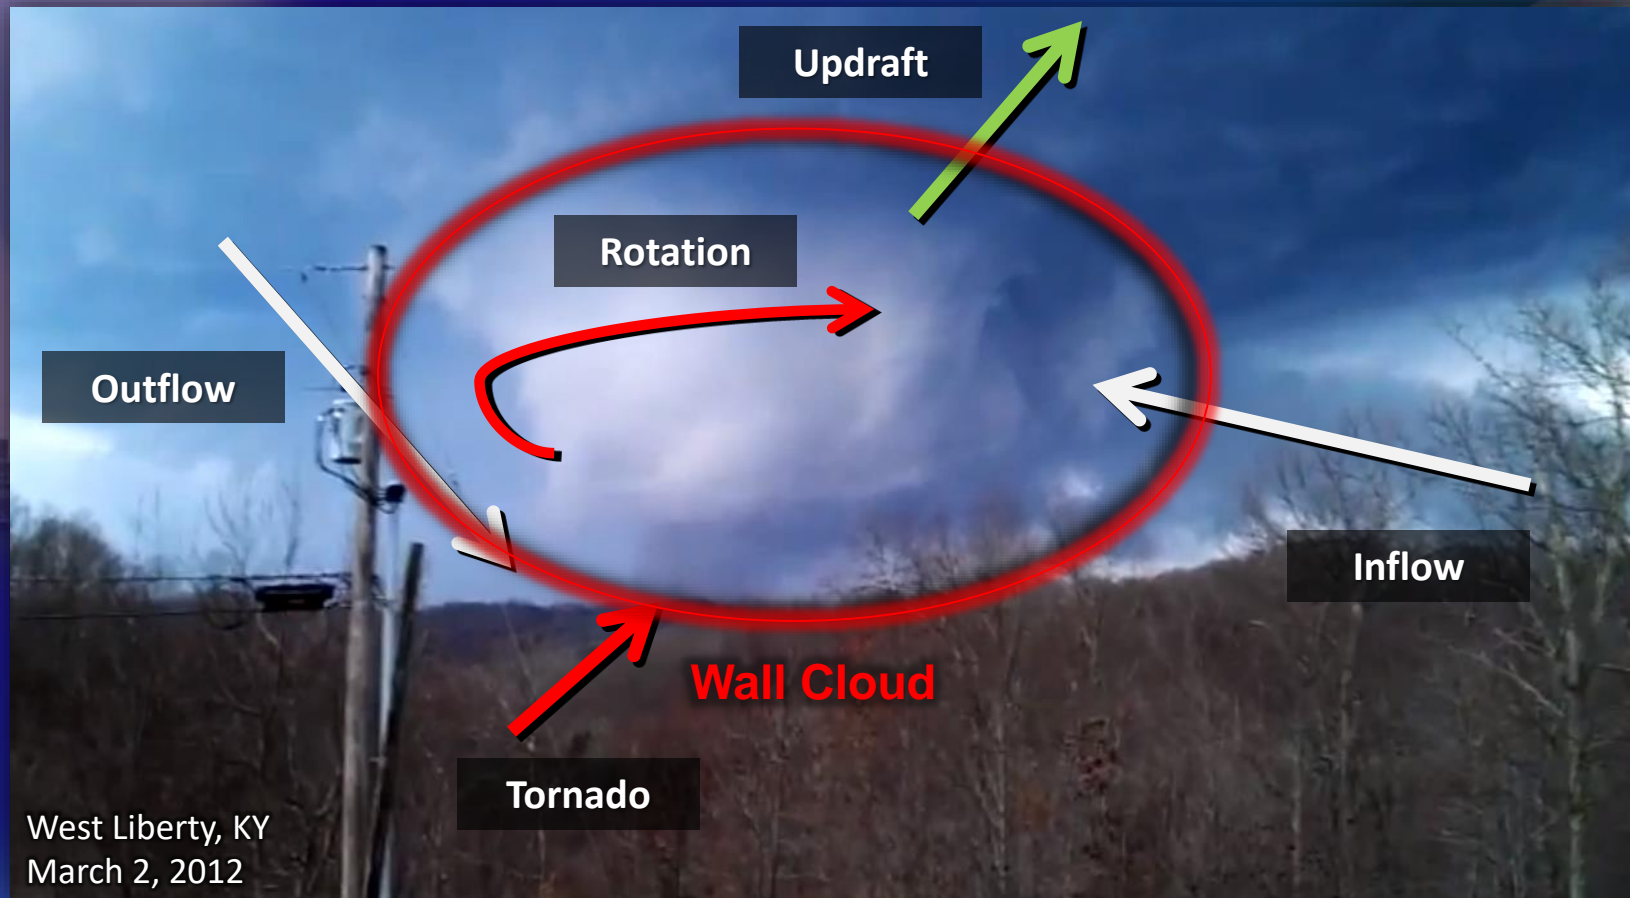 Updraft
Rotation
Outflow
Inflow
Wall Cloud
Tornado
West Liberty, KY
March 2, 2012